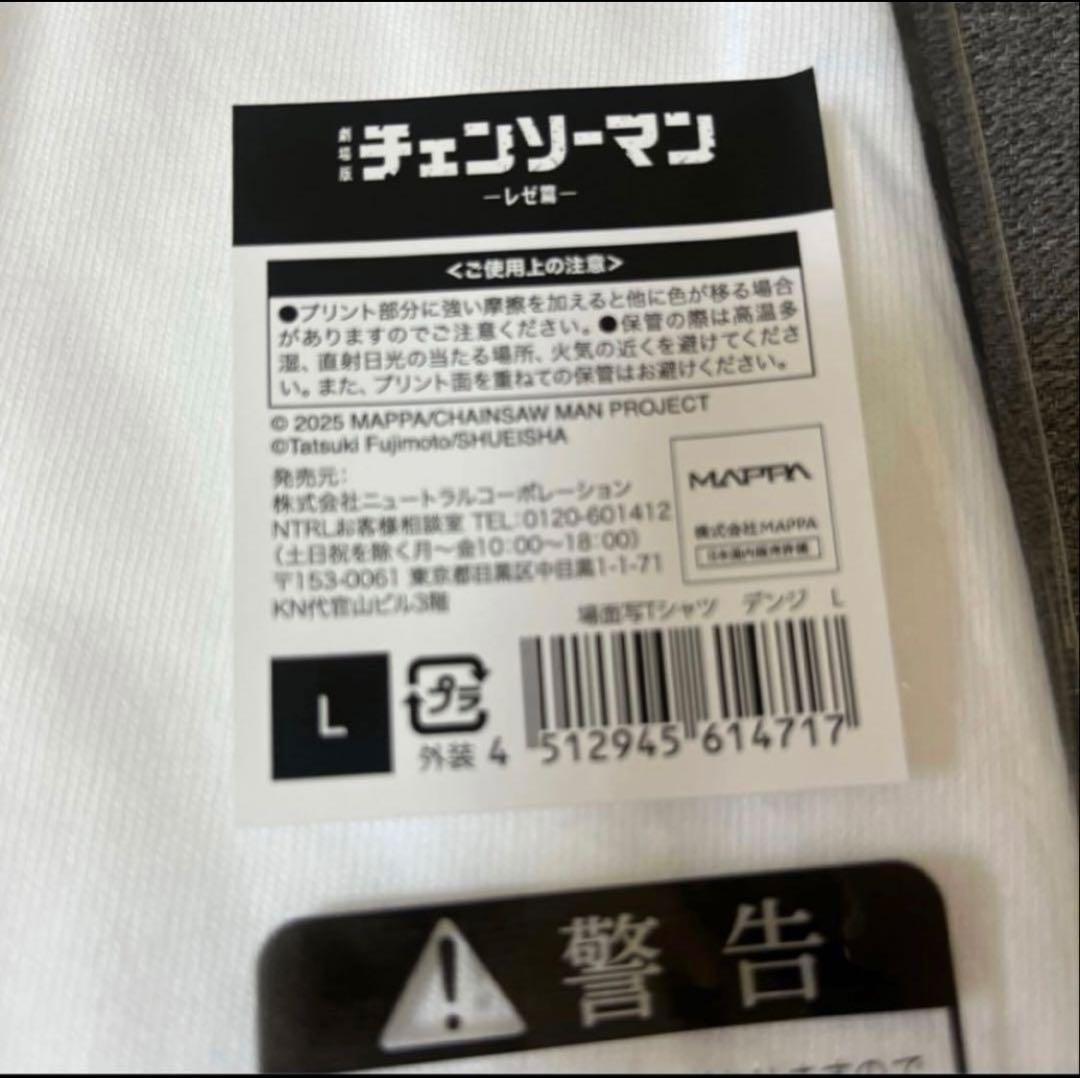 劇場版 チェンソーマン
―レゼ篇―
<ご使用上の注意>
●プリント部分に強い摩擦を加えると他に色が移る場合
がありますのでご注意ください。●保管の際は高温多
湿、直射日光の当たる場所、火気の近くを避けてくださ
い。また、プリント面を重ねての保管はお避けください。
© 2025 MAPPA/CHAINSAW MAN PROJECT
©Tatsuki Fujimoto/SHUEISHA
発売元:
株式会社ニュートラルコーポレーション
NTRLお客様相談室 TEL:0120-601412
(土日祝を除く月~金10:00~18:00)
〒153-0061 東京都目黒区中目黒1-1-71
KN代官山ビル3階
MAPPA
株式会社MAPPA
日本国内販売許諾
場面写Tシャツ デンジ L
L
プラ
外装
4 512945 614717
警告